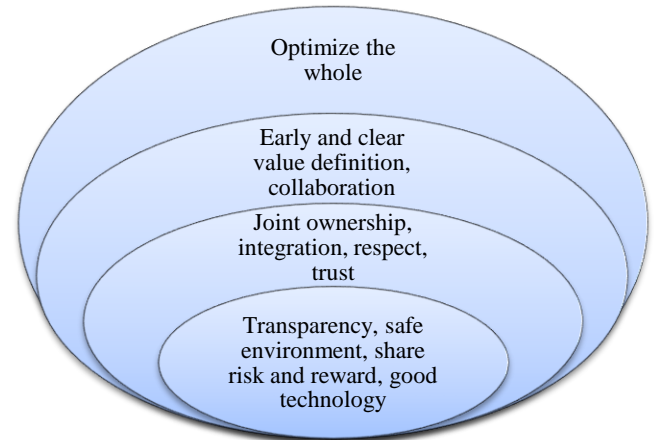 Optimize the
whole
Early and clear
value definition,
collaboration
Joint ownership,
integration, respect,
trust
Transparency, safe
environment, share
risk and reward, good
technology